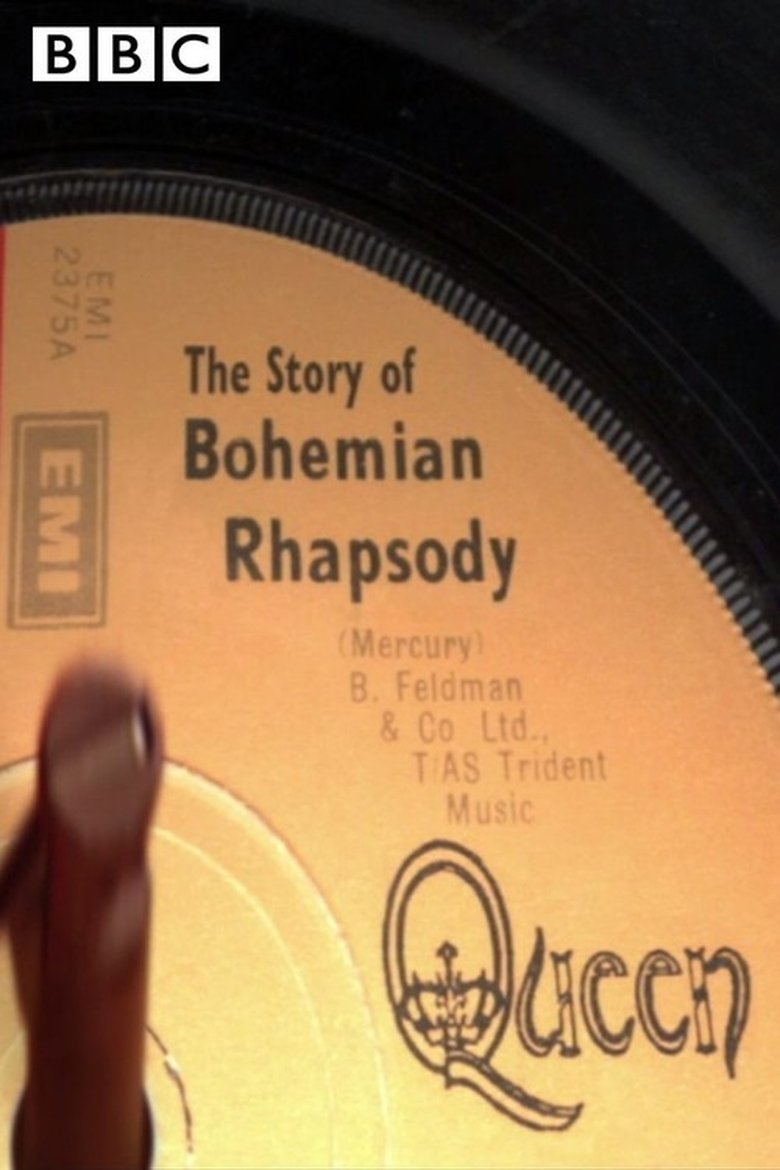 BBC
EMI
2375A
EMI
The Story of
Bohemian
Rhapsody
(Mercury)
B. Feldman
& Co Ltd.,
T/AS Trident
Music
Queen